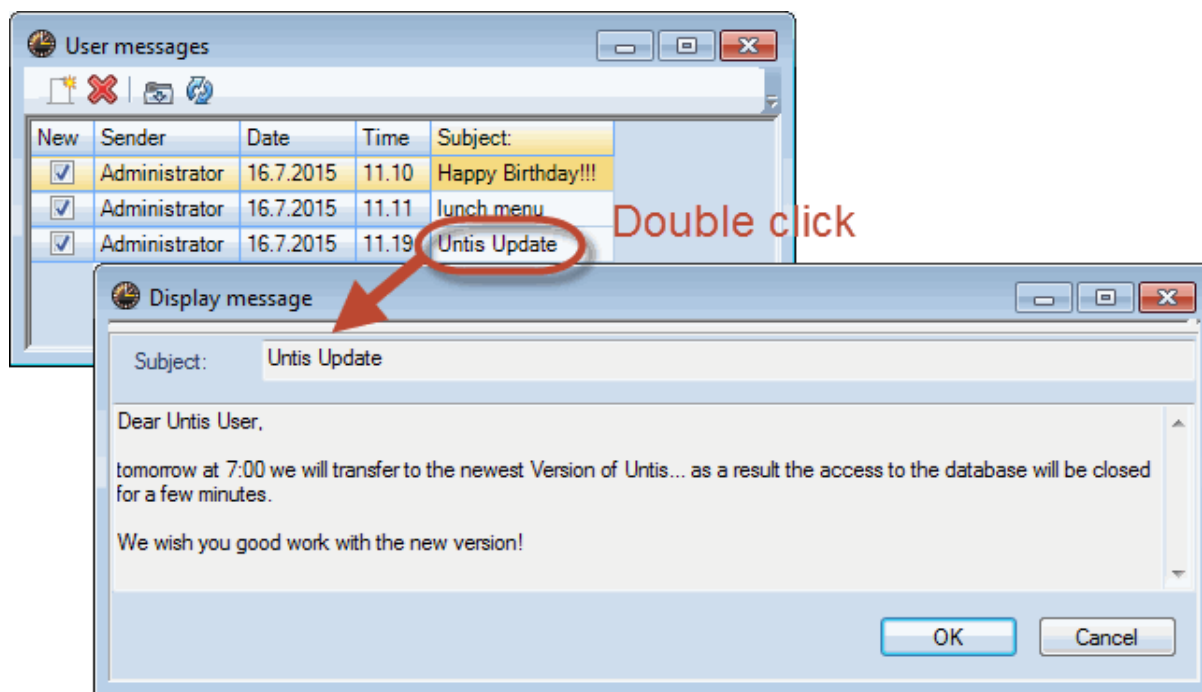 User messages
New Sender Date Time Subject:
Administrator 16.7.2015 11.10 Happy Birthday!!!
Administrator 16.7.2015 11.11 lunch menu
Administrator 16.7.2015 11.19 Untis Update
Double click
Display message
Subject: Untis Update
Dear Untis User,
tomorrow at 7:00 we will transfer to the newest Version of Untis... as a result the access to the database will be closed
for a few minutes.
We wish you good work with the new version!
OK Cancel